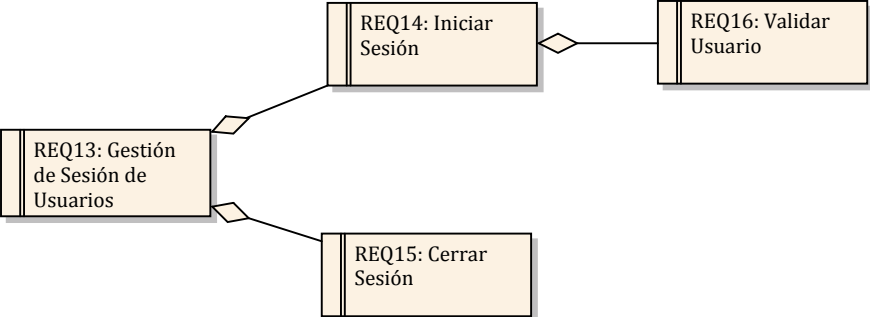 REQ14: Iniciar
Sesión
REQ16: Validar
Usuario
REQ13: Gestión
de Sesión de
Usuarios
REQ15: Cerrar
Sesión